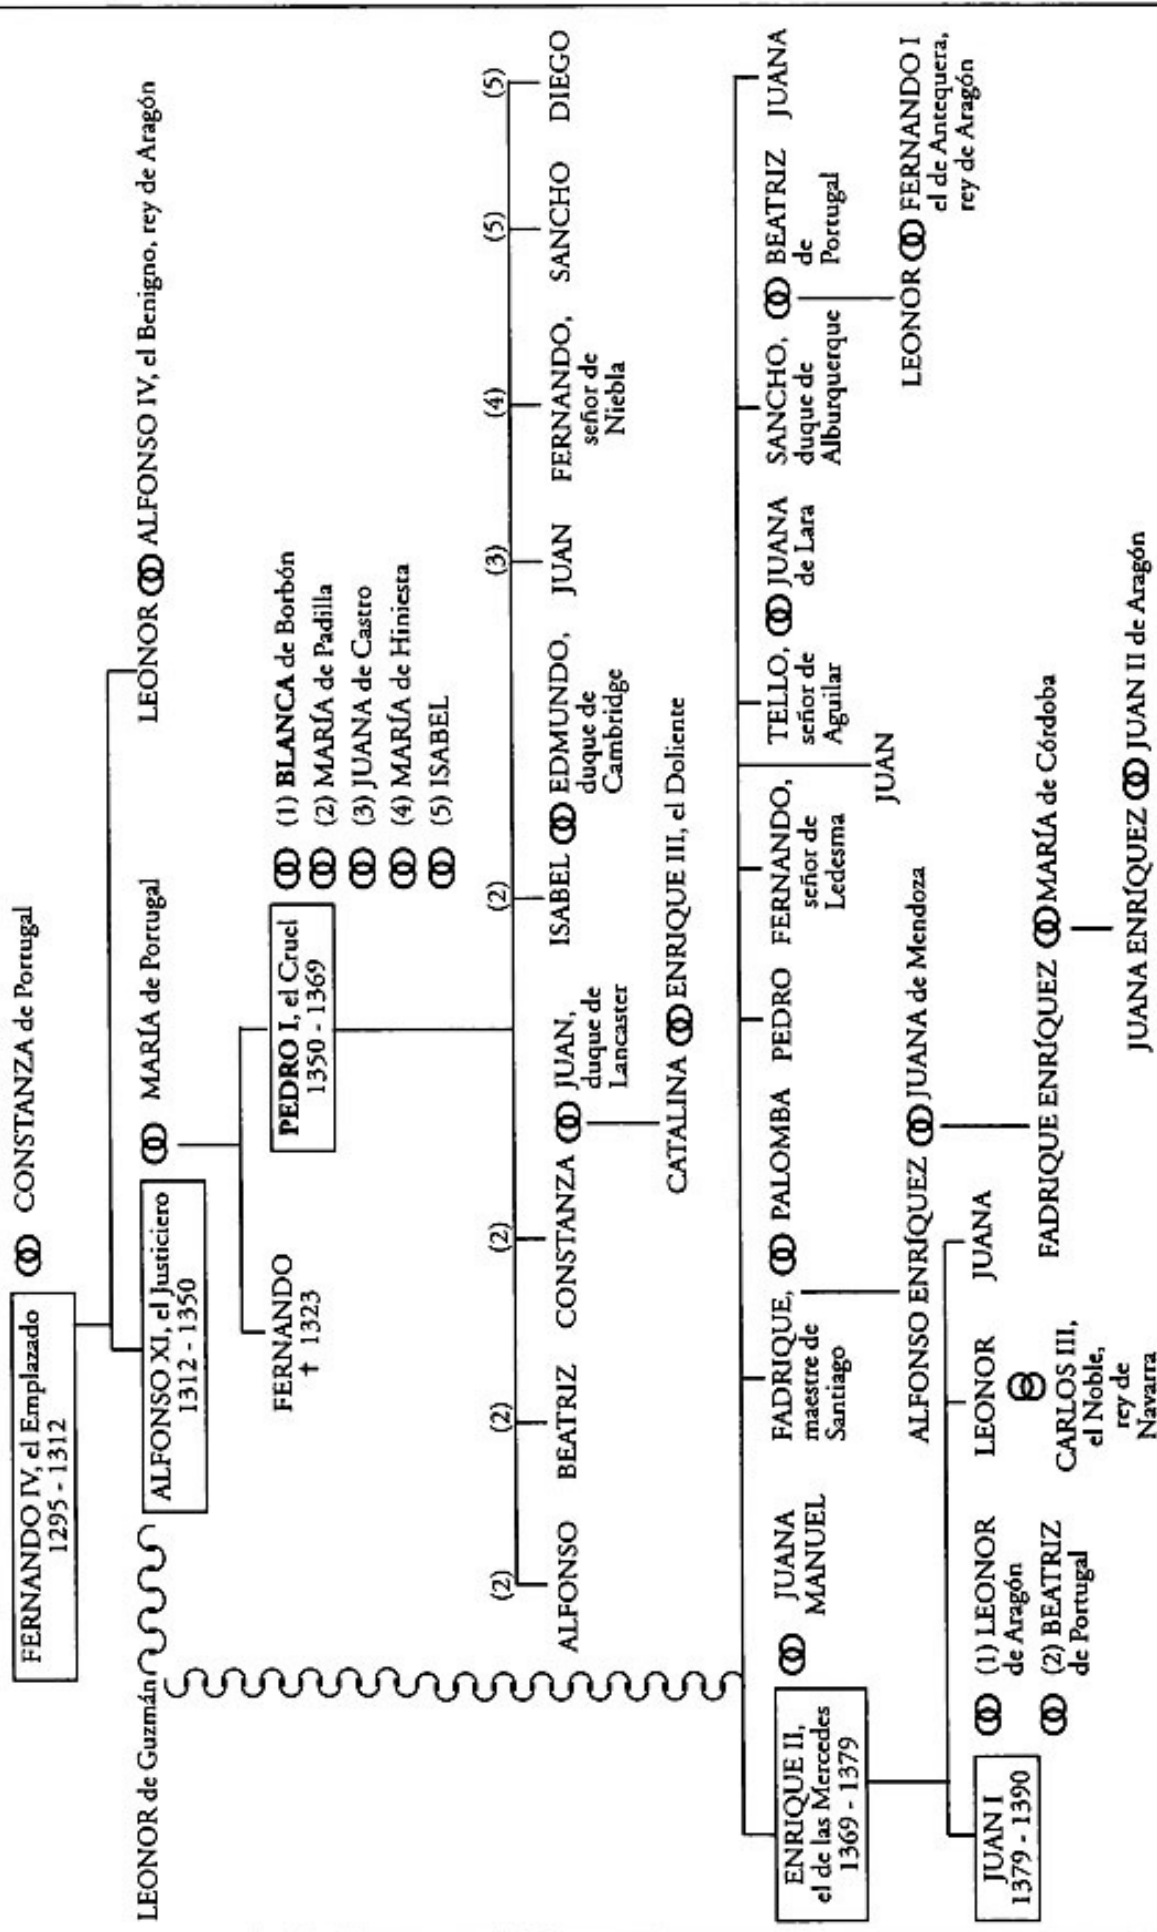 FERNANDO IV, el Emplazado
1295 - 1312
CONSTANZA de Portugal
LEONOR de Guzmán
ALFONSO XI, el Justiciero
1312 - 1350
MARÍA de Portugal
LEONOR
ALFONSO IV, el Benigno, rey de Aragón
FERNANDO
† 1323
PEDRO I, el Cruel
1350 - 1369
(1) BLANCA de Borbón
(2) MARÍA de Padilla
(3) JUANA de Castro
(4) MARÍA de Hiniesta
(5) ISABEL
(2)
(2)
(2)
(2)
(3)
(4)
(5)
(5)
ALFONSO
BEATRIZ
CONSTANZA
JUAN,
duque de
Lancaster
ISABEL
EDMUNDO,
duque de
Cambridge
JUAN
FERNANDO,
señor de
Niebla
SANCHO
DIEGO
CATALINA
ENRIQUE III, el Doliente
ENRIQUE II,
el de las Mercedes
1369 - 1379
JUANA
MANUEL
FADRIQUE,
maestre de
Santiago
PALOMBA
PEDRO
FERNANDO,
señor de
Ledesma
TELLO,
señor de
Aguilar
JUANA
de Lara
SANCHO,
duque de
Alburquerque
BEATRIZ
de
Portugal
JUANA
JUAN
ALFONSO ENRÍQUEZ
JUANA de Mendoza
LEONOR
FERNANDO I
el de Antequera,
rey de Aragón
JUAN I
1379 - 1390
(1) LEONOR
de Aragón
(2) BEATRIZ
de Portugal
LEONOR
CARLOS III,
el Noble,
rey de
Navarra
JUANA
FADRIQUE ENRÍQUEZ
MARÍA de Córdoba
JUANA ENRÍQUEZ
JUAN II de Aragón